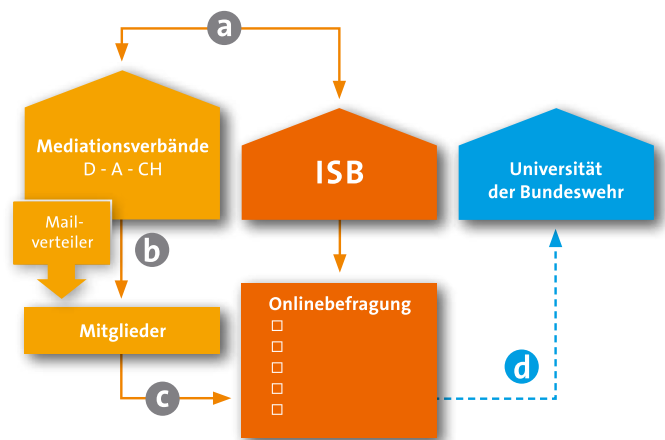 a
Mediationsverbände
D - A - CH
ISB
Universität
der Bundeswehr
Mail-
verteiler
b
Onlinebefragung
Mitglieder
c
d